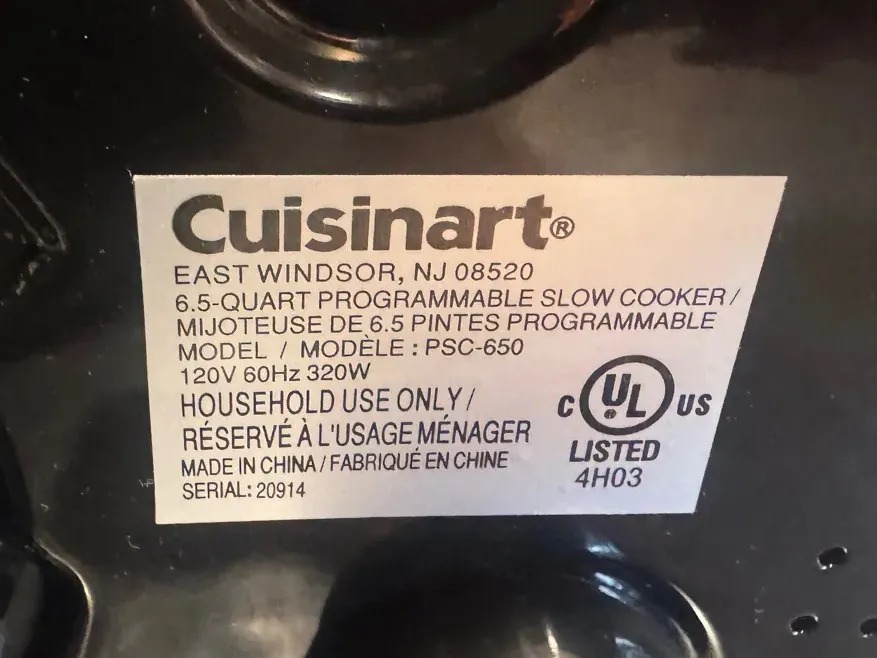 Cuisinart®
EAST WINDSOR, NJ 08520
6.5-QUART PROGRAMMABLE SLOW COOKER /
MIJOTEUSE DE 6.5 PINTES PROGRAMMABLE
MODEL / MODÈLE : PSC-650
120V 60Hz 320W
HOUSEHOLD USE ONLY /
RÉSERVÉ À L'USAGE MÉNAGER
MADE IN CHINA / FABRIQUÉ EN CHINE
SERIAL: 20914
C UL US
LISTED
4H03